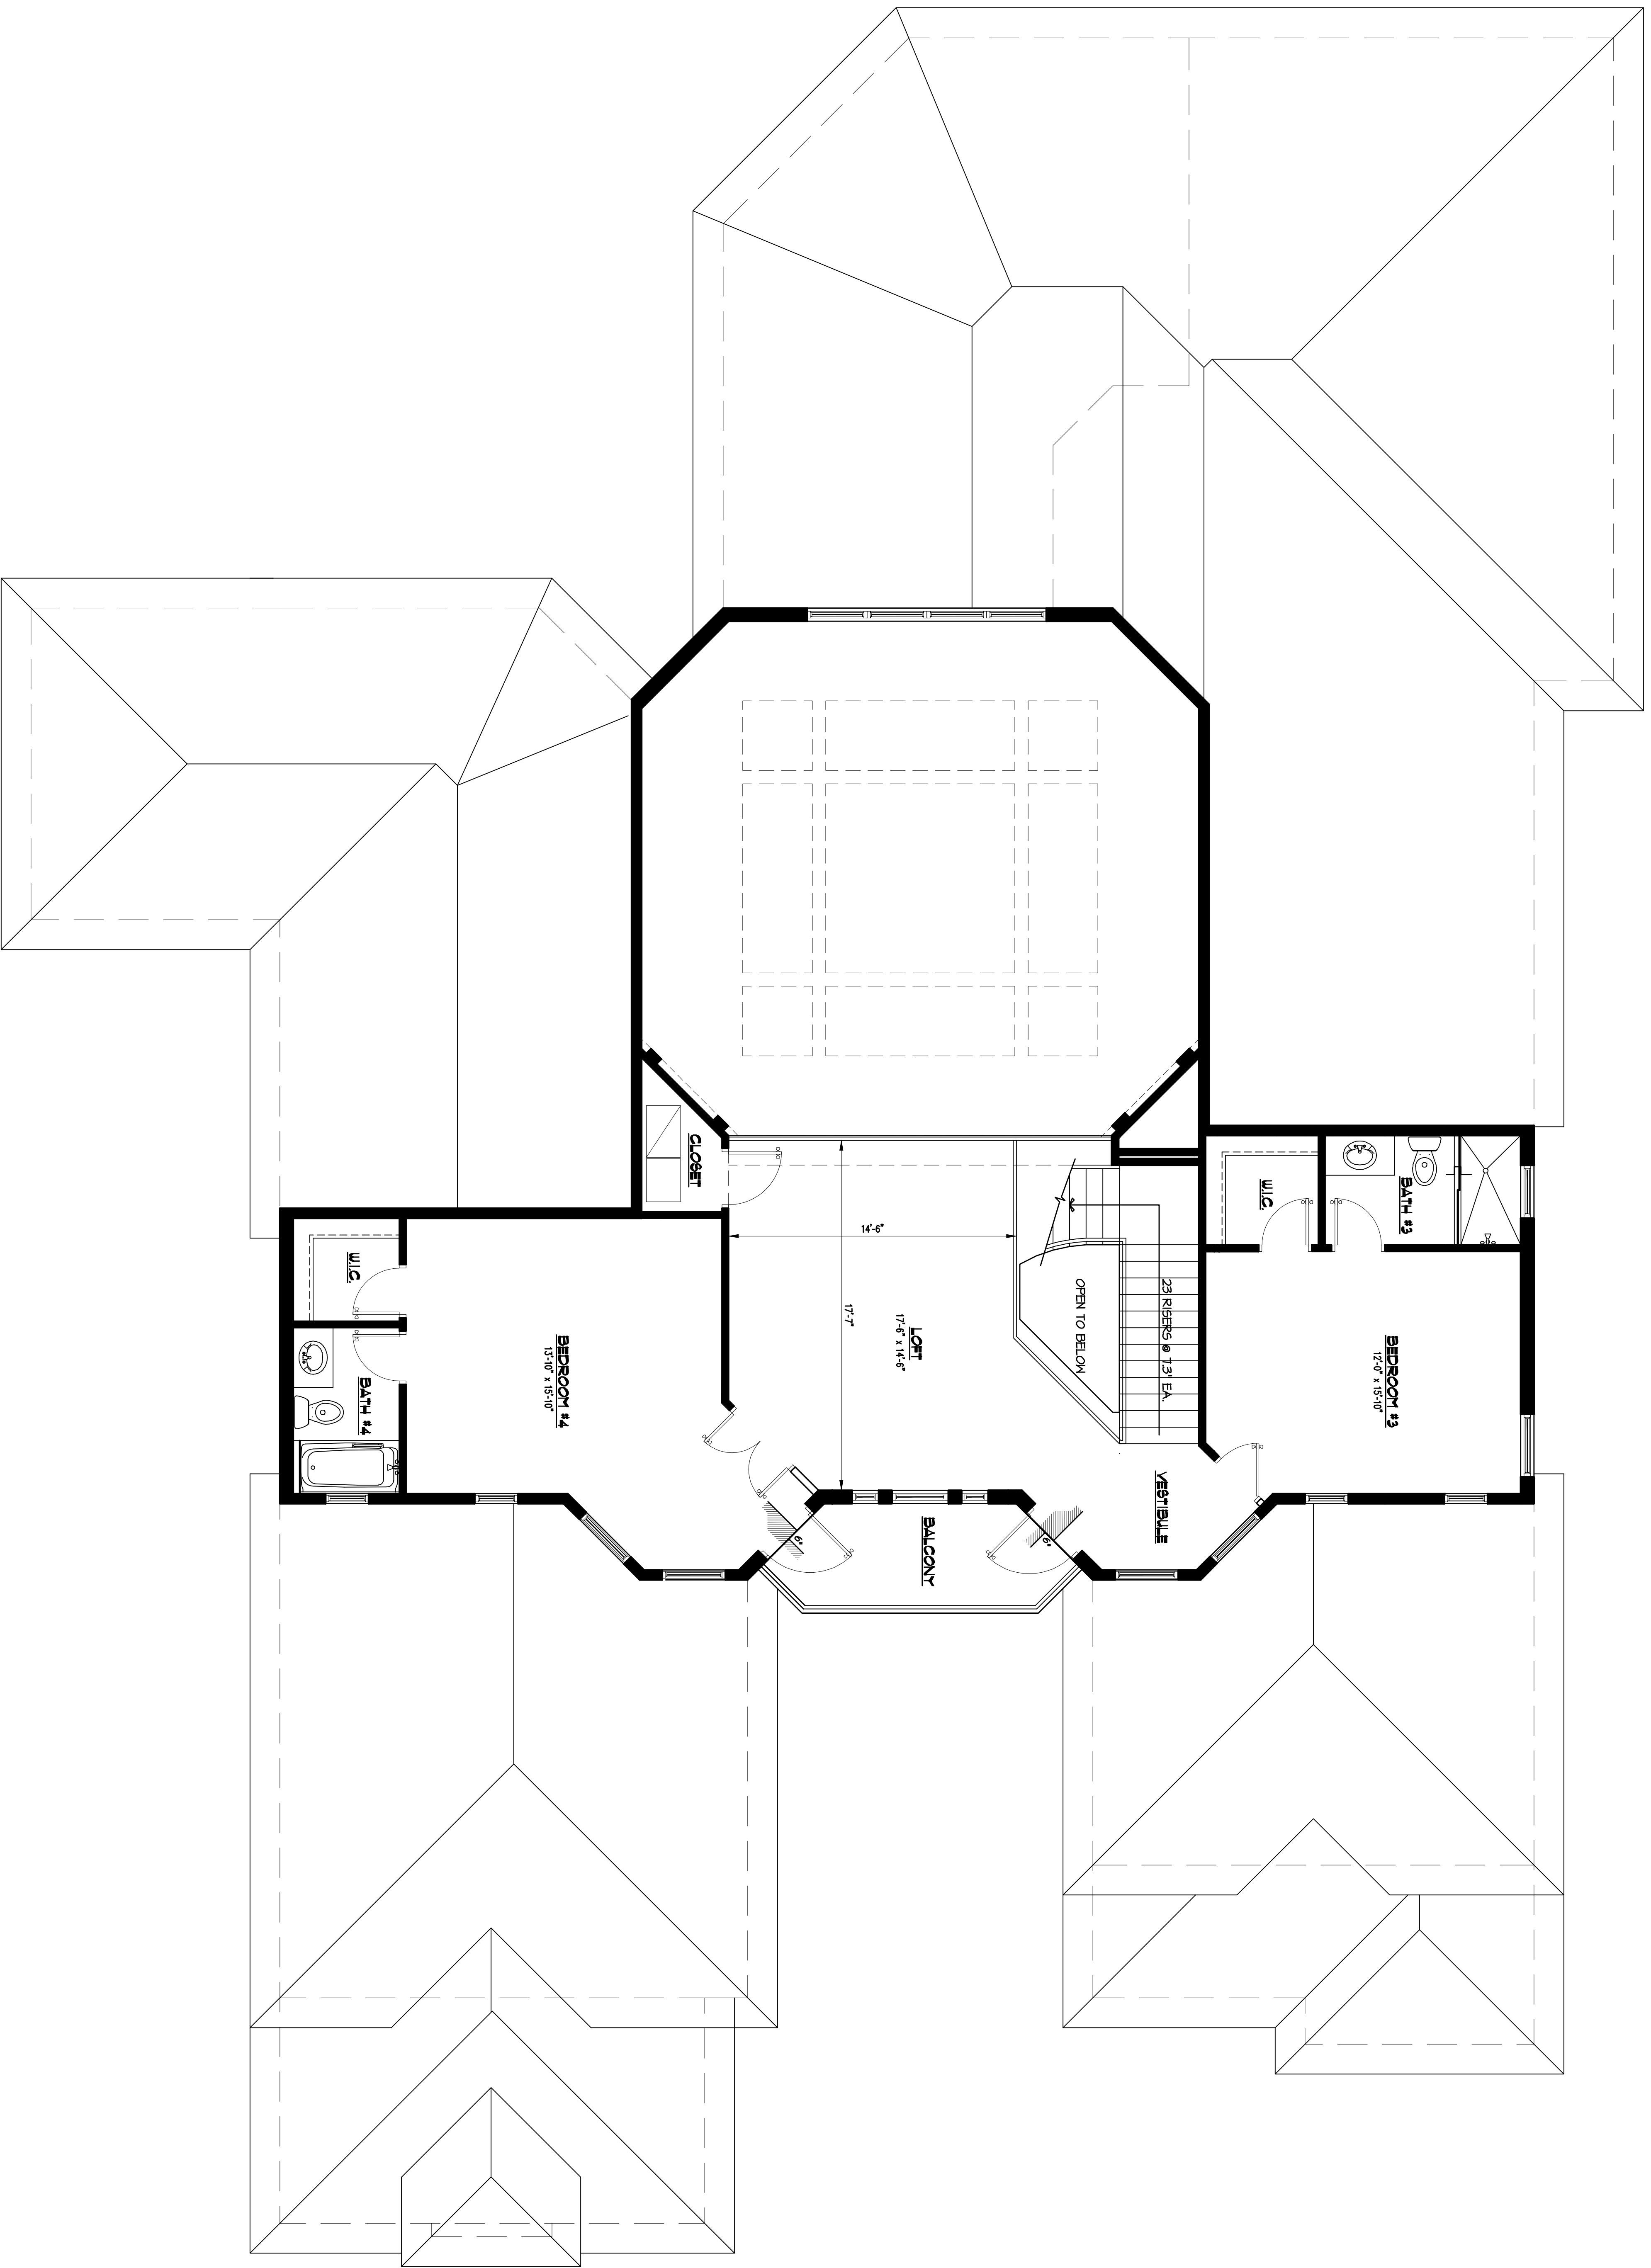 BATH #3
W.I.C.
BEDROOM #3
12'-0" x 15'-10"
23 RISERS @ 7.3" EA.
VESTIBULE
OPEN TO BELOW
6"
LOFT
17'-6" x 14'-6"
14'-6"
17'-7"
BALCONY
6"
CLOSET
BEDROOM #4
13'-10" x 15'-10"
W.I.C.
BATH #4